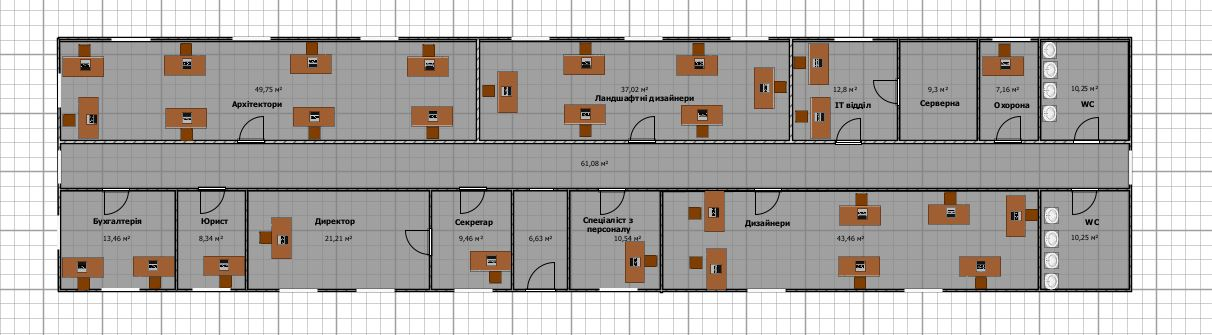 49,75 м²
Архітектори
37,02 м²
Ландшафтні дизайнери
12,8 м²
ІТ відділ
9,3 м²
Серверна
7,16 м²
Охорона
10,25 м²
WC
61,08 м²
Бухгалтерія
13,46 м²
Юрист
8,34 м²
Директор
21,21 м²
Секретар
9,46 м²
6,63 м²
Спеціаліст з
персоналу
10,54 м²
Дизайнери
43,46 м²
WC
10,25 м²